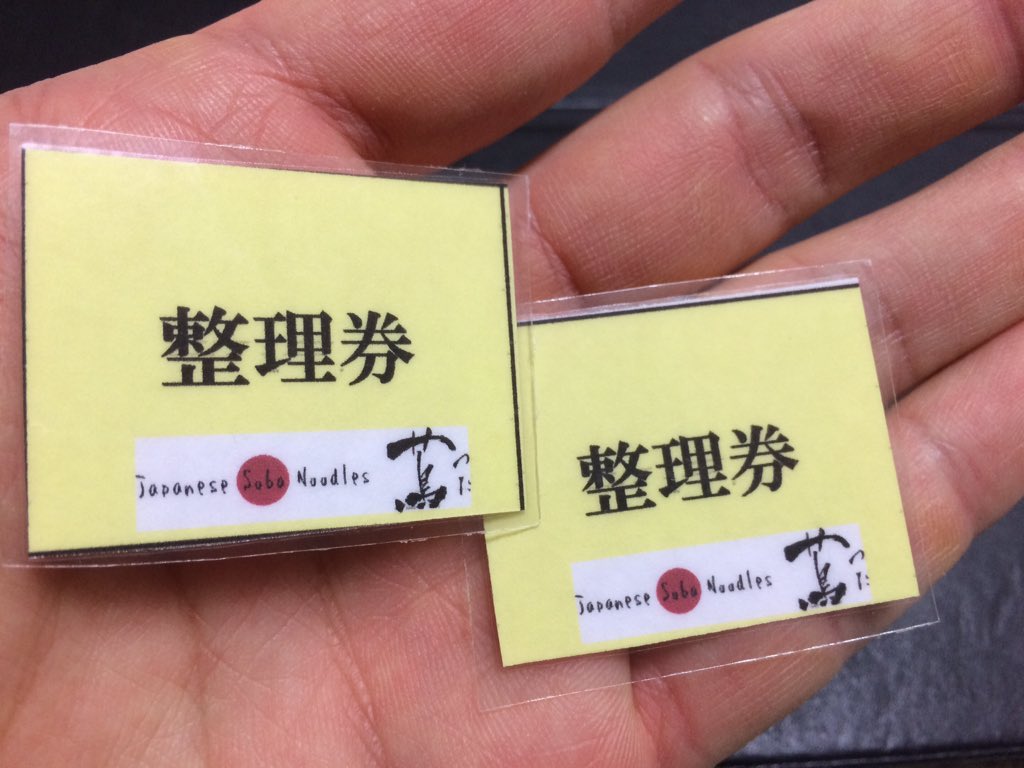 整理券
Japanese Soba Noodles 蔦
整理券
Japanese Soba Noodles 蔦